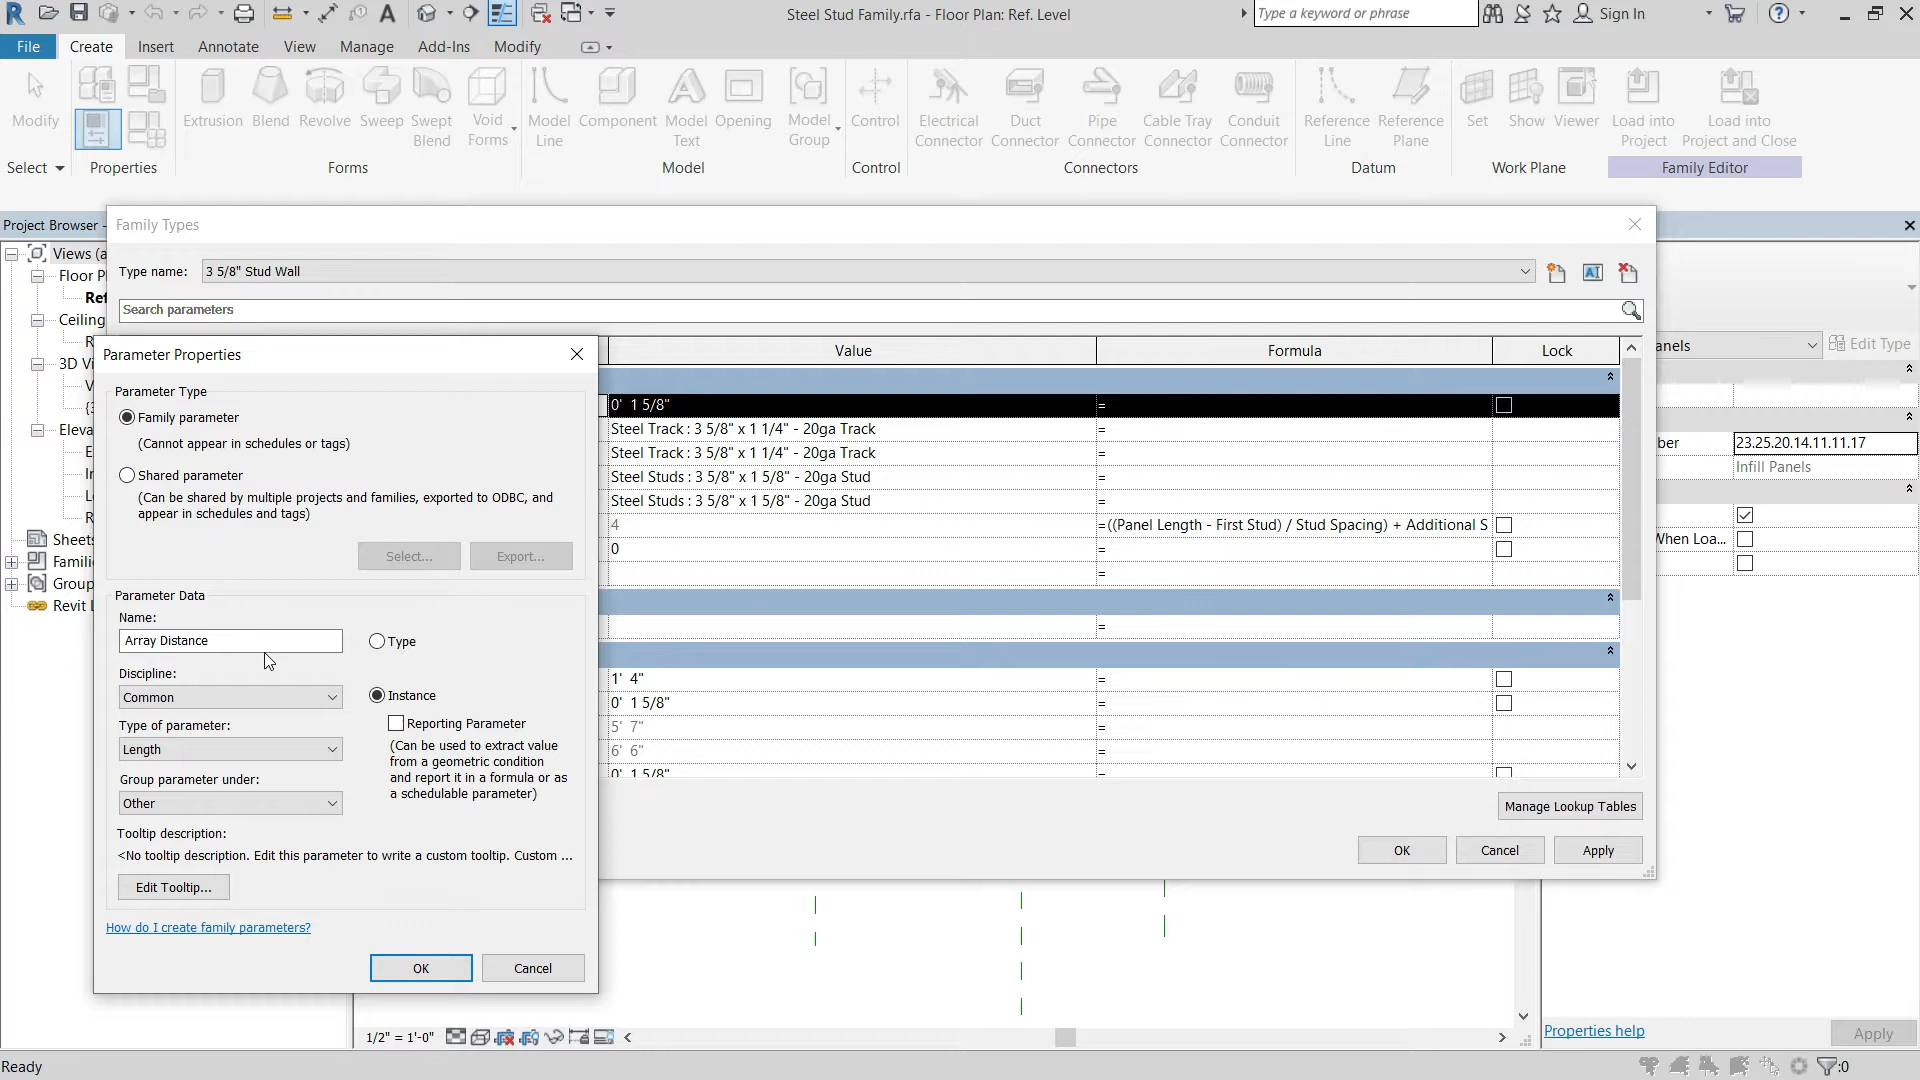 Steel Stud Family.rfa - Floor Plan: Ref. Level
Type a keyword or phrase
Sign In
File
Create
Insert
Annotate
View
Manage
Add-Ins
Modify
Modify
Extrusion
Blend
Revolve
Sweep
Swept
Blend
Void
Forms
Model
Line
Component
Model
Text
Opening
Model
Group
Control
Electrical
Connector
Duct
Connector
Pipe
Connector
Cable Tray
Connector
Conduit
Connector
Reference
Line
Reference
Plane
Set
Show
Viewer
Load into
Project
Load into
Project and Close
Select
Properties
Forms
Model
Control
Connectors
Datum
Work Plane
Family Editor
Project Browser -
Views (a
Floor Pl
Ref
Ceiling
R
3D Vi
V
{3
Eleva
E
In
L
R
Sheets
Familie
Group
Revit L
Family Types
Type name:
3 5/8" Stud Wall
Search parameters
Value
Formula
Lock
0' 1 5/8"
=
Steel Track : 3 5/8" x 1 1/4" - 20ga Track
=
Steel Track : 3 5/8" x 1 1/4" - 20ga Track
=
Steel Studs : 3 5/8" x 1 5/8" - 20ga Stud
=
Steel Studs : 3 5/8" x 1 5/8" - 20ga Stud
=
4
=((Panel Length - First Stud) / Stud Spacing) + Additional S
0
=
=
=
1' 4"
=
0' 1 5/8"
=
5' 7"
=
6' 6"
=
0' 1 5/8"
Manage Lookup Tables
OK
Cancel
Apply
Parameter Properties
Parameter Type
Family parameter
(Cannot appear in schedules or tags)
Shared parameter
(Can be shared by multiple projects and families, exported to ODBC, and
appear in schedules and tags)
Select...
Export...
Parameter Data
Name:
Array Distance
Type
Discipline:
Common
Instance
Reporting Parameter
(Can be used to extract value
from a geometric condition
and report it in a formula or as
a schedulable parameter)
Type of parameter:
Length
Group parameter under:
Other
Tooltip description:
<No tooltip description. Edit this parameter to write a custom tooltip. Custom ...
Edit Tooltip...
How do I create family parameters?
OK
Cancel
anels
Edit Type
ber
23.25.20.14.11.11.17
Infill Panels
When Loa...
Properties help
Apply
1/2" = 1'-0"
Ready
:0